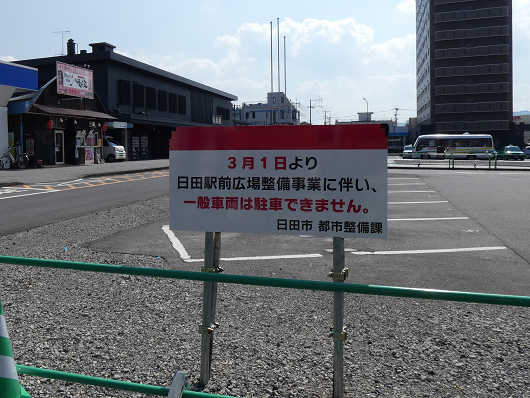 3月1日より
日田駅前広場整備事業に伴い、
一般車両は駐車できません。
日田市 都市整備課